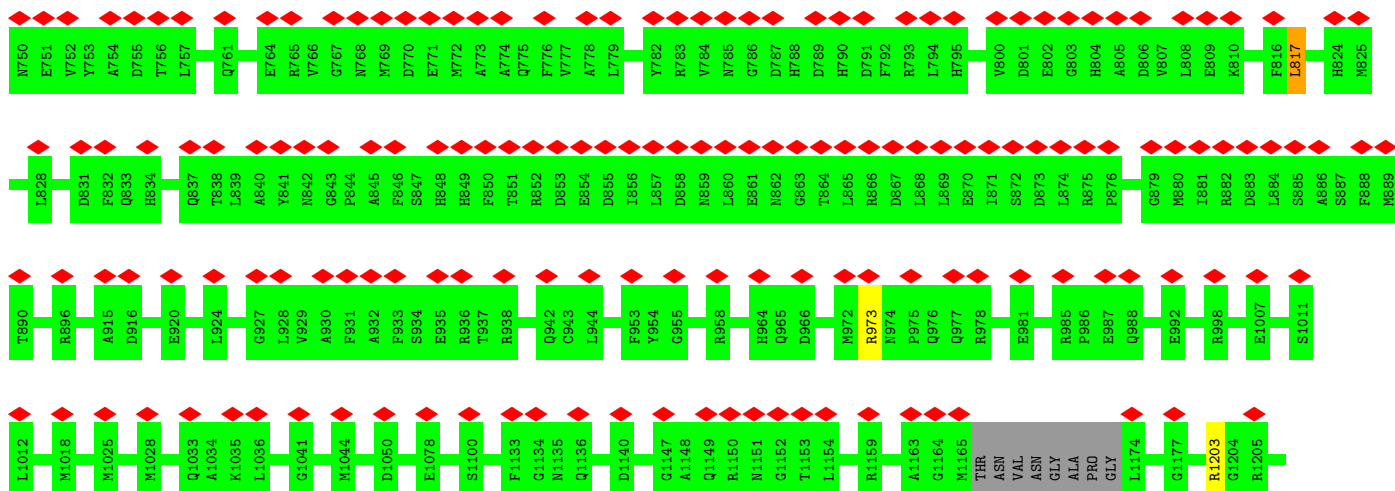 N750 E751 V752 Y753 A754 D755 T756 L757 Q761 E764 R765 V766 G767 N768 M769 D770 E771 M772 A773 A774 Q775 F776 V777 A778 L779 Y782 R783 V784 N785 G786 D787 H788 D789 H790 D791 F792 R793 L794 H795 V800 D801 E802 G803 H804 A805 D806 V807 L808 E809 K810 F816 L817 H824 M825
L828 D831 F832 Q833 H834 Q837 T838 L839 A840 Y841 N842 G843 P844 A845 F846 S847 H848 H849 F850 T851 R852 D853 E854 D855 I856 L857 D858 N859 L860 E861 N862 G863 T864 L865 R866 D867 L868 L869 E870 I871 S872 D873 L874 R875 P876 G879 M880 I881 R882 D883 L884 S885 A886 S887 F888 M889
T890 R896 A915 D916 E920 L924 G927 L928 V929 A930 F931 A932 F933 S934 E935 R936 T937 R938 Q942 C943 L944 F953 Y954 G955 R958 H964 Q965 D966 M972 R973 N974 P975 Q976 Q977 R978 E981 R985 P986 E987 Q988 E992 R998 E1007 S1011
L1012 M1018 M1025 M1028 Q1033 A1034 K1035 L1036 G1041 M1044 D1050 E1078 S1100 F1133 G1134 N1135 Q1136 D1140 G1147 A1148 Q1149 R1150 N1151 G1152 T1153 L1154 R1159 A1163 G1164 M1165 THR ASN VAL ASN GLY ALA PRO GLY L1174 G1177 R1203 G1204 R1205